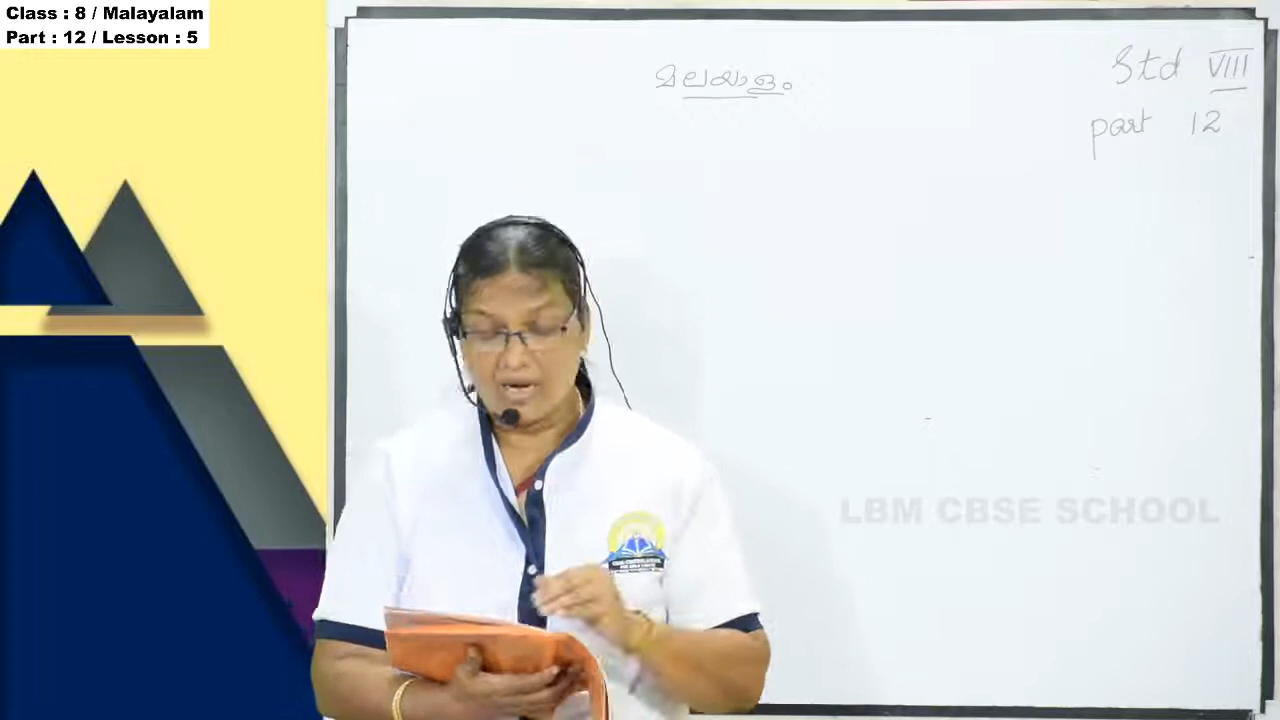 Class : 8 / Malayalam
Part : 12 / Lesson : 5
മലയാളം
Std VIII
part 12
LBM CBSE SCHOOL